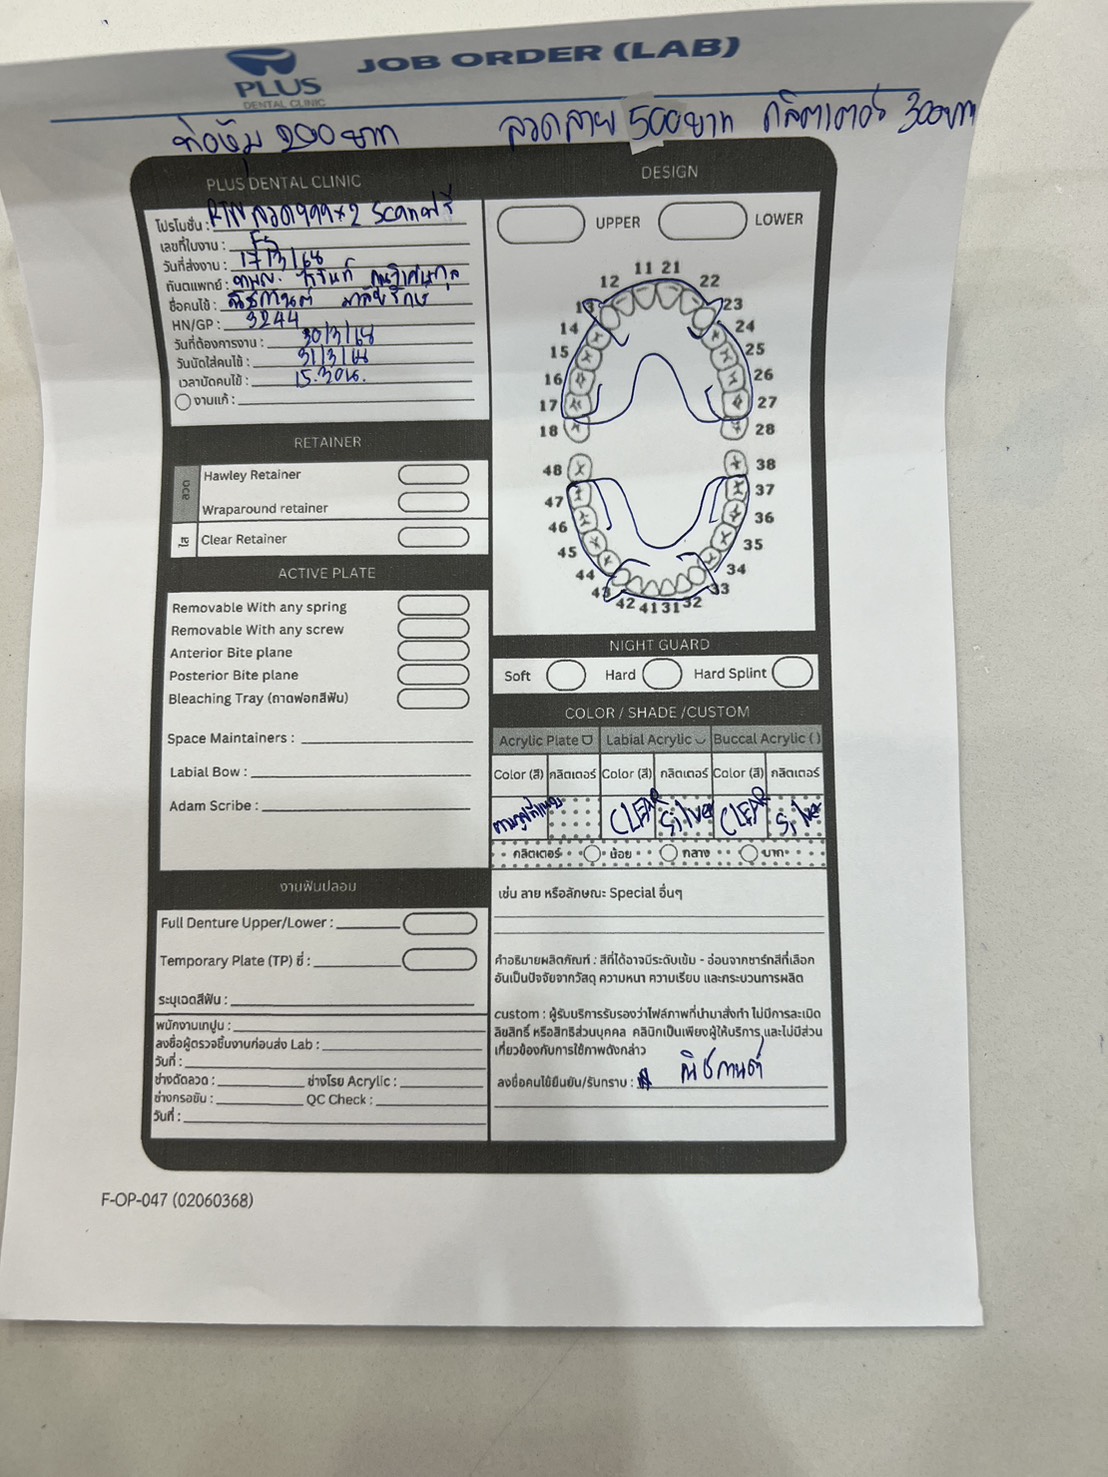 PLUS
DENTAL CLINIC
JOB ORDER (LAB)
ท้องุ้ม 200 บาท
ลวดลาย 500 บาท กลิตเตอร์ 300 บาท
PLUS DENTAL CLINIC
โปรโมชั่น : RTN ลวด 999 x 2 Scan ฟรี
เลขที่ใบงาน : F5
วันที่ส่งงาน : 17/3/68
ทันตแพทย์ : ทพญ.
ชื่อคนไข้ : ณิชกานต์
HN/GP : 3244
วันที่ต้องการงาน : 30/3/68
วันนัดใส่คนไข้ : 31/3/68
เวลานัดคนไข้ : 15.30น.
งานแก้ :
RETAINER
ลวด
Hawley Retainer
Wraparound retainer
ใส
Clear Retainer
ACTIVE PLATE
Removable With any spring
Removable With any screw
Anterior Bite plane
Posterior Bite plane
Bleaching Tray (ถาดฟอกสีฟัน)
Space Maintainers :
Labial Bow :
Adam Scribe :
งานฟันปลอม
Full Denture Upper/Lower :
Temporary Plate (TP) ซี่ :
ระบุเฉดสีฟัน :
พนักงานเทปูน :
ลงชื่อผู้ตรวจชิ้นงานก่อนส่ง Lab :
วันที่ :
ช่างดัดลวด : ช่างโรย Acrylic :
ช่างกรอขัน : QC Check :
วันที่ :
DESIGN
UPPER LOWER
11 21
12 22
13 23
14 24
15 25
16 26
17 27
18 28
48 38
47 37
46 36
45 35
44 34
43 33
42 41 31 32
NIGHT GUARD
Soft Hard Hard Splint
COLOR / SHADE /CUSTOM
Acrylic Plate Labial Acrylic Buccal Acrylic ( )
Color (สี) กลิตเตอร์ Color (สี) กลิตเตอร์ Color (สี) กลิตเตอร์
ตามรูปที่แนบ CLEAR Silver CLEAR Silver
กลิตเตอร์ น้อย กลาง มาก
เช่น ลาย หรือลักษณะ Special อื่นๆ
คำอธิบายผลิตภัณฑ์ : สีที่ได้อาจมีระดับเข้ม - อ่อนจากชาร์ทสีที่เลือก
อันเป็นปัจจัยจากวัสดุ ความหนา ความเรียบ และกระบวนการผลิต
custom : ผู้รับบริการรับรองว่าไฟล์ภาพที่นำมาสั่งทำ ไม่มีการละเมิด
ลิขสิทธิ์ หรือสิทธิส่วนบุคคล คลินิกเป็นเพียงผู้ให้บริการ และไม่มีส่วน
เกี่ยวข้องกับการใช้ภาพดังกล่าว
ลงชื่อคนไข้ยืนยัน/รับทราบ : ณิชกานต์
F-OP-047 (02060368)